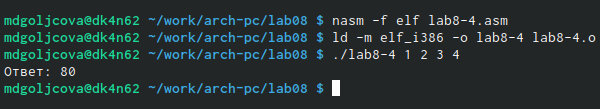 mdgoljcova@dk4n62 ~/work/arch-pc/lab08 $ nasm -f elf lab8-4.asm
mdgoljcova@dk4n62 ~/work/arch-pc/lab08 $ ld -m elf_i386 -o lab8-4 lab8-4.o
mdgoljcova@dk4n62 ~/work/arch-pc/lab08 $ ./lab8-4 1 2 3 4
Ответ: 80
mdgoljcova@dk4n62 ~/work/arch-pc/lab08 $